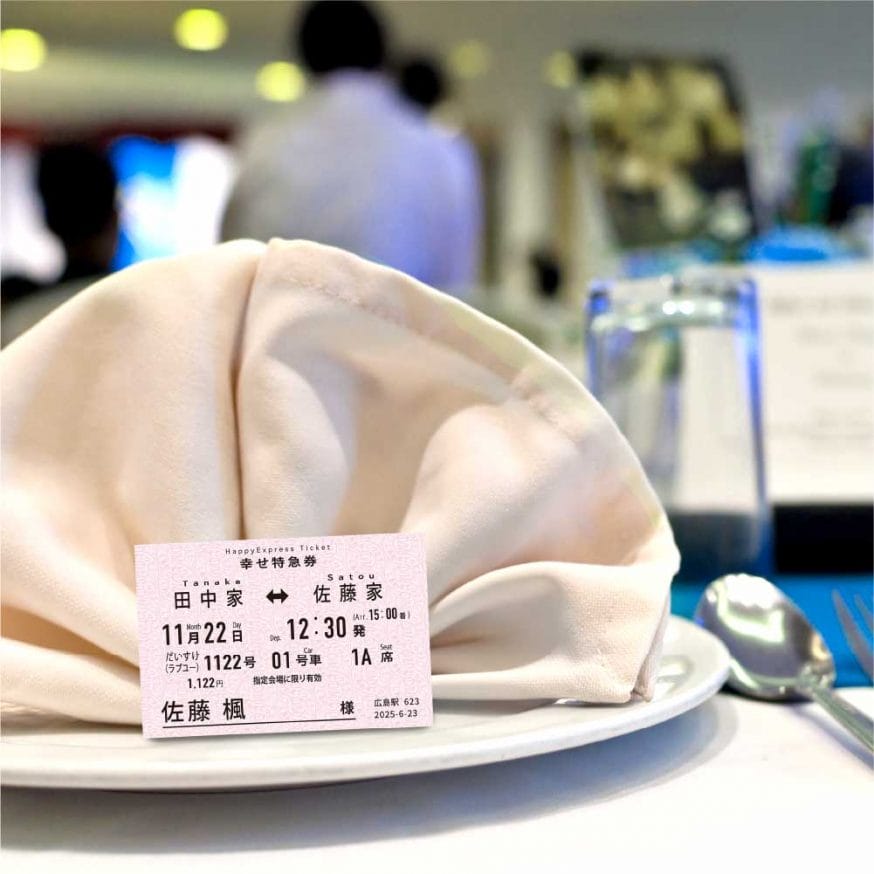 HappyExpress Ticket
幸せ特急券
Tanaka Satou
田中家 ⬌ 佐藤家
Month Day (Arr. 15:00着)
11月22日 Dep. 12:30発
だいすけ Car Seat
(ラブユー) 1122号 01号車 1A席
1.122円 指定会場に限り有効
佐藤 楓 様
広島駅 623
2025-6-23